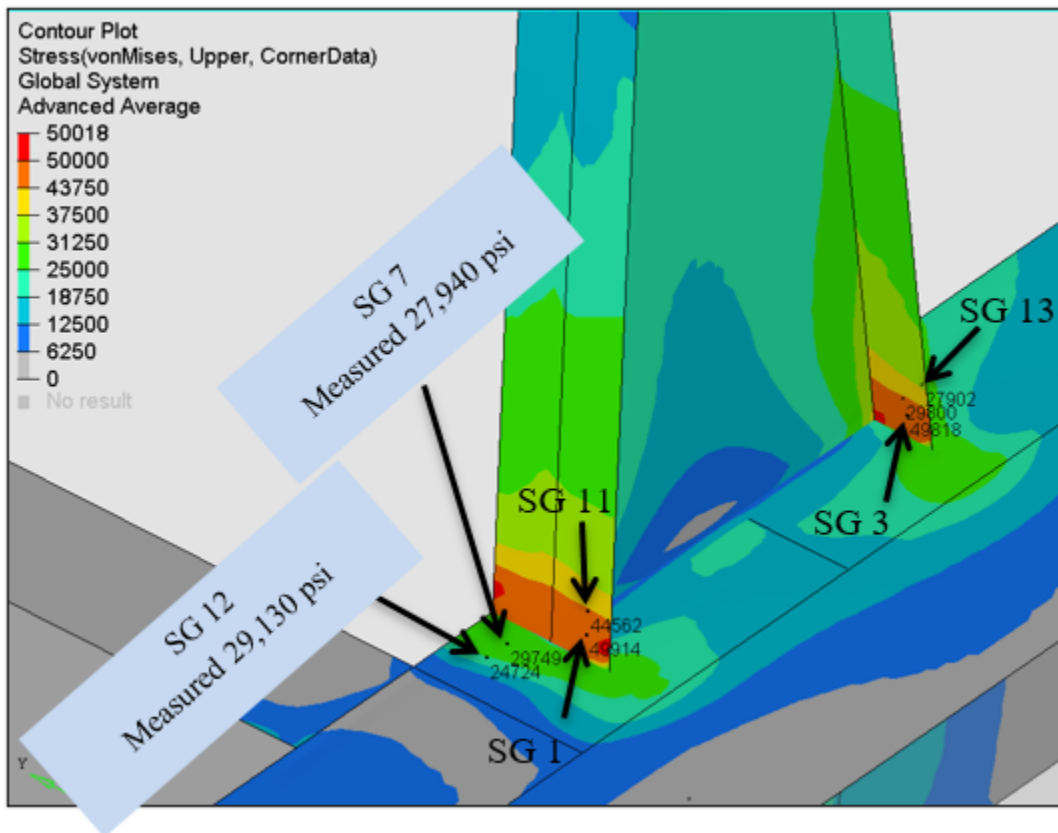 Contour Plot
Stress(vonMises, Upper, CornerData)
Global System
Advanced Average
50018
50000
43750
37500
31250
25000
18750
12500
6250
0
No result
SG 7
Measured 27,940 psi
SG 12
Measured 29,130 psi
SG 11
SG 13
27902
29800
49818
SG 3
44562
49914
29749
24724
SG 1
Y